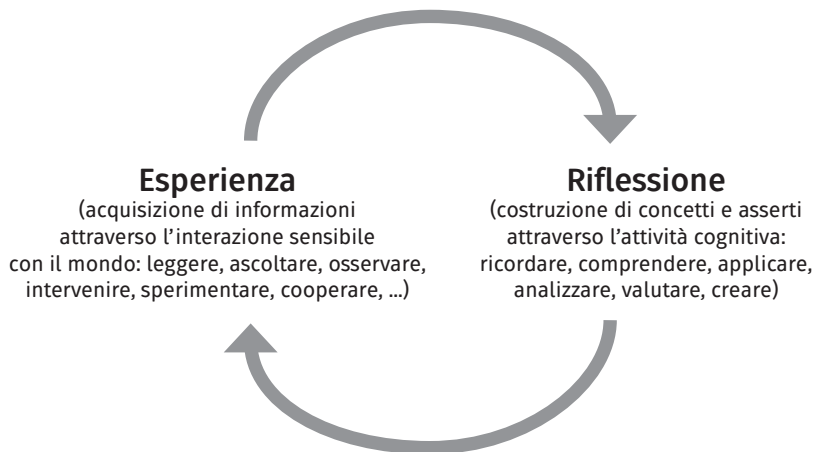 Esperienza
(acquisizione di informazioni
attraverso l'interazione sensibile
con il mondo: leggere, ascoltare, osservare,
intervenire, sperimentare, cooperare, ...)
Riflessione
(costruzione di concetti e asserti
attraverso l'attività cognitiva:
ricordare, comprendere, applicare,
analizzare, valutare, creare)